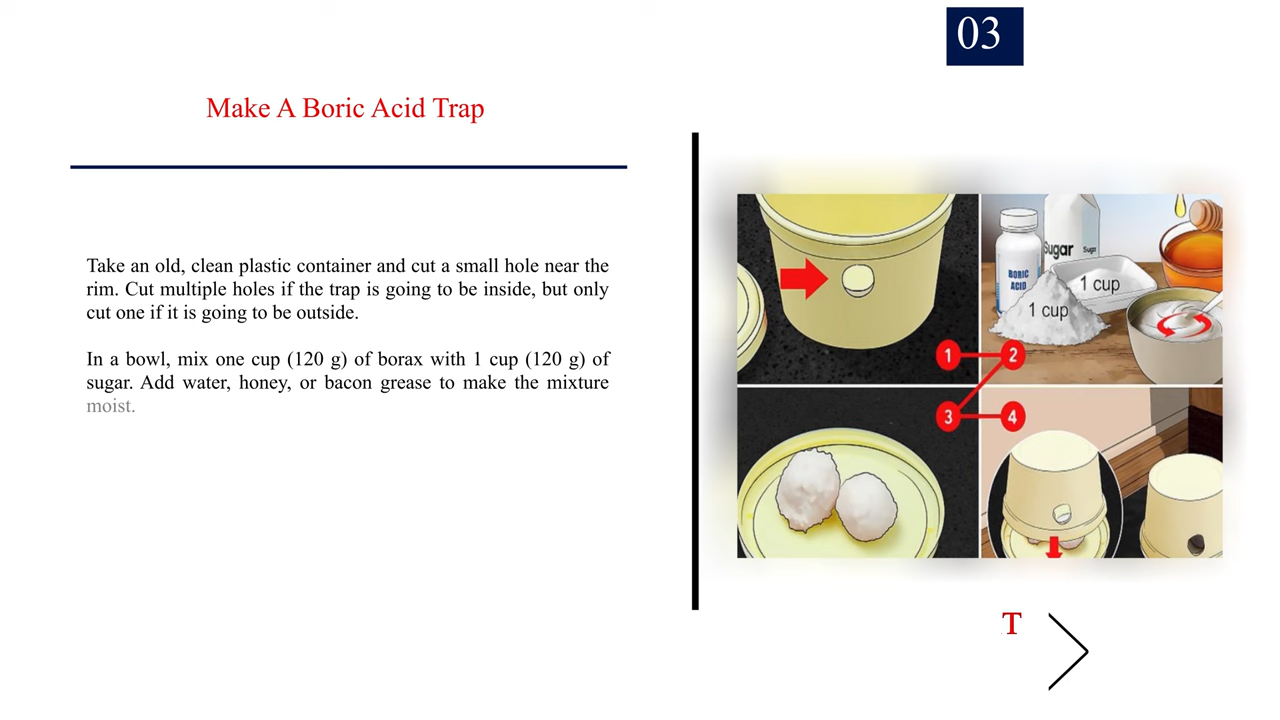 03
Make A Boric Acid Trap
Take an old, clean plastic container and cut a small hole near the
rim. Cut multiple holes if the trap is going to be inside, but only
cut one if it is going to be outside.
In a bowl, mix one cup (120 g) of borax with 1 cup (120 g) of
sugar. Add water, honey, or bacon grease to make the mixture
moist.
Sugar
Sugar
BORIC
ACID
1 cup
1 cup
1
2
3
4
T